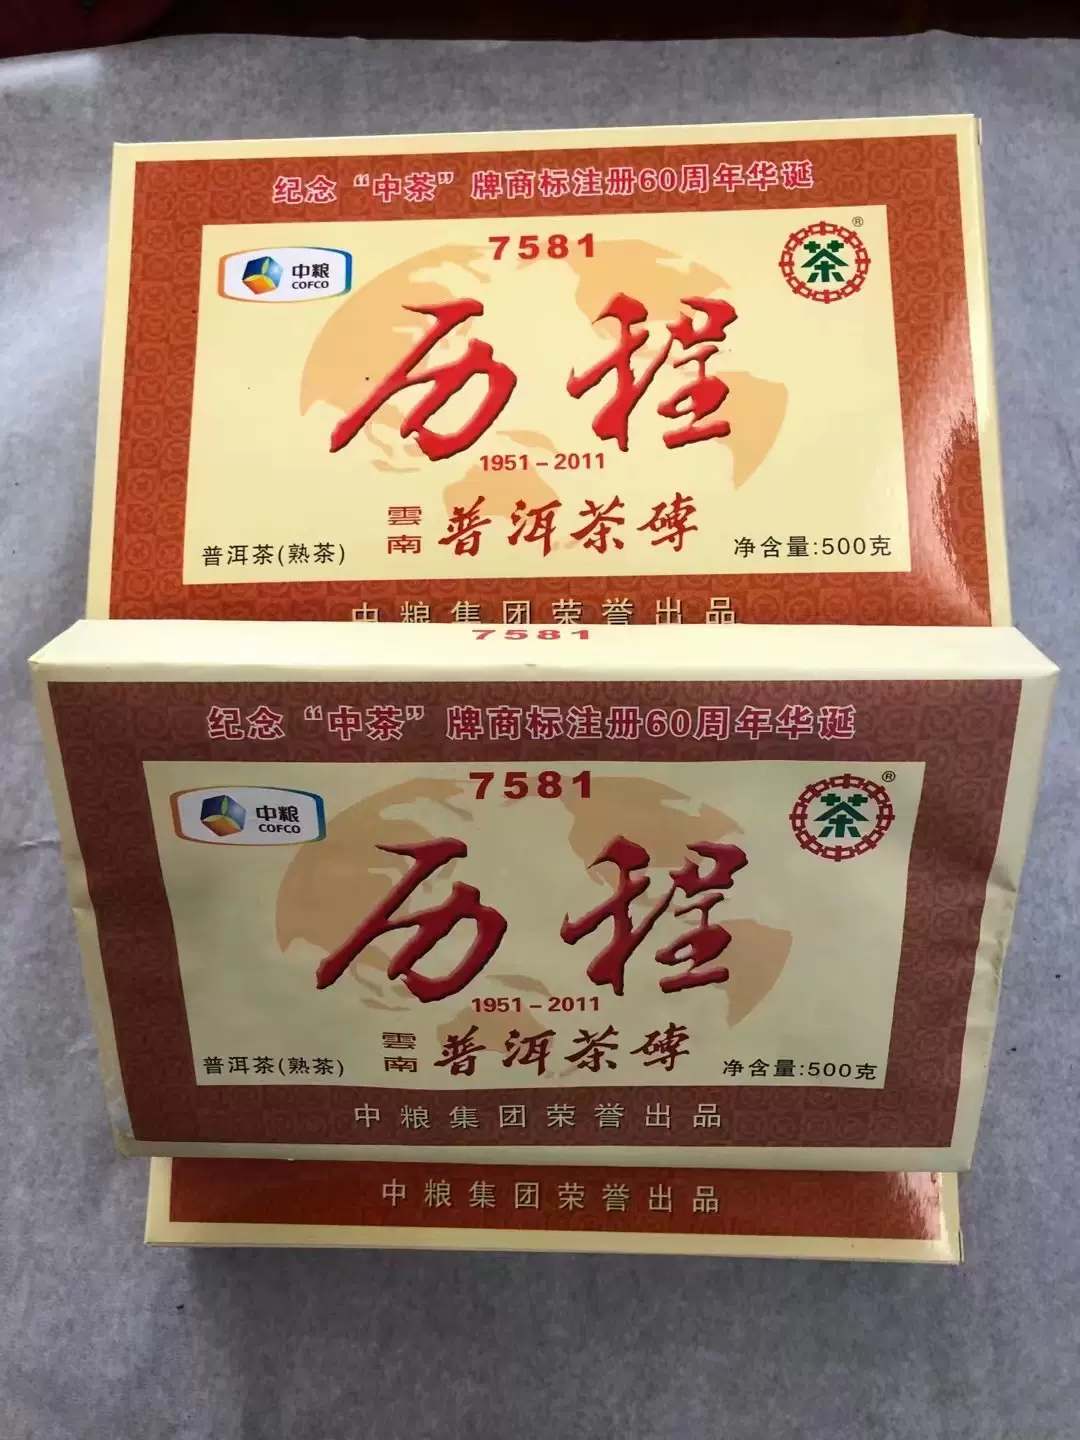 纪念“中茶”牌商标注册60周年华诞
中粮
COFCO
7581
茶
®
历程
1951-2011
雲南
普洱茶磚
普洱茶(熟茶)
净含量:500克
中粮集团荣誉出品
7581
纪念“中茶”牌商标注册60周年华诞
中粮
COFCO
7581
茶
®
历程
1951-2011
雲南
普洱茶磚
普洱茶(熟茶)
净含量:500克
中粮集团荣誉出品
中粮集团荣誉出品